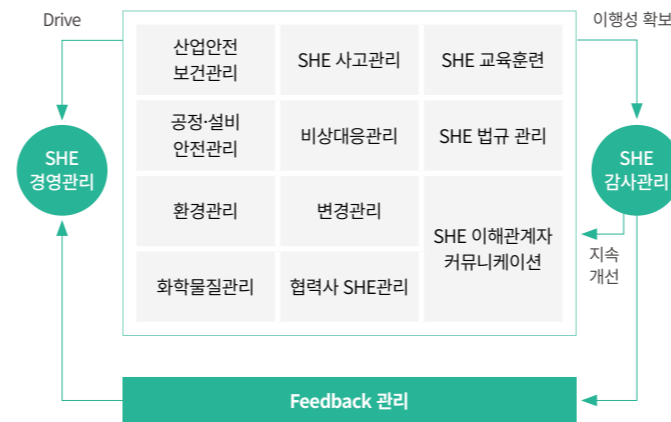 Drive
이행성 확보
산업안전
보건관리
SHE 사고관리
SHE 교육훈련
공정·설비
안전관리
비상대응관리
SHE 법규 관리
SHE
경영관리
SHE
감사관리
환경관리
변경관리
SHE 이해관계자
커뮤니케이션
지속
개선
화학물질관리
협력사 SHE관리
Feedback 관리